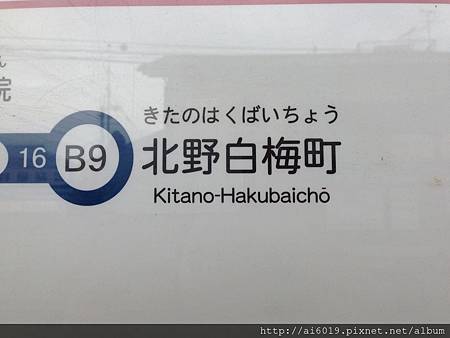 きたのはくばいちょう
院
16 B9 北野白梅町
Kitano-Hakubaichō
http://ai6019.pixnet.net/album